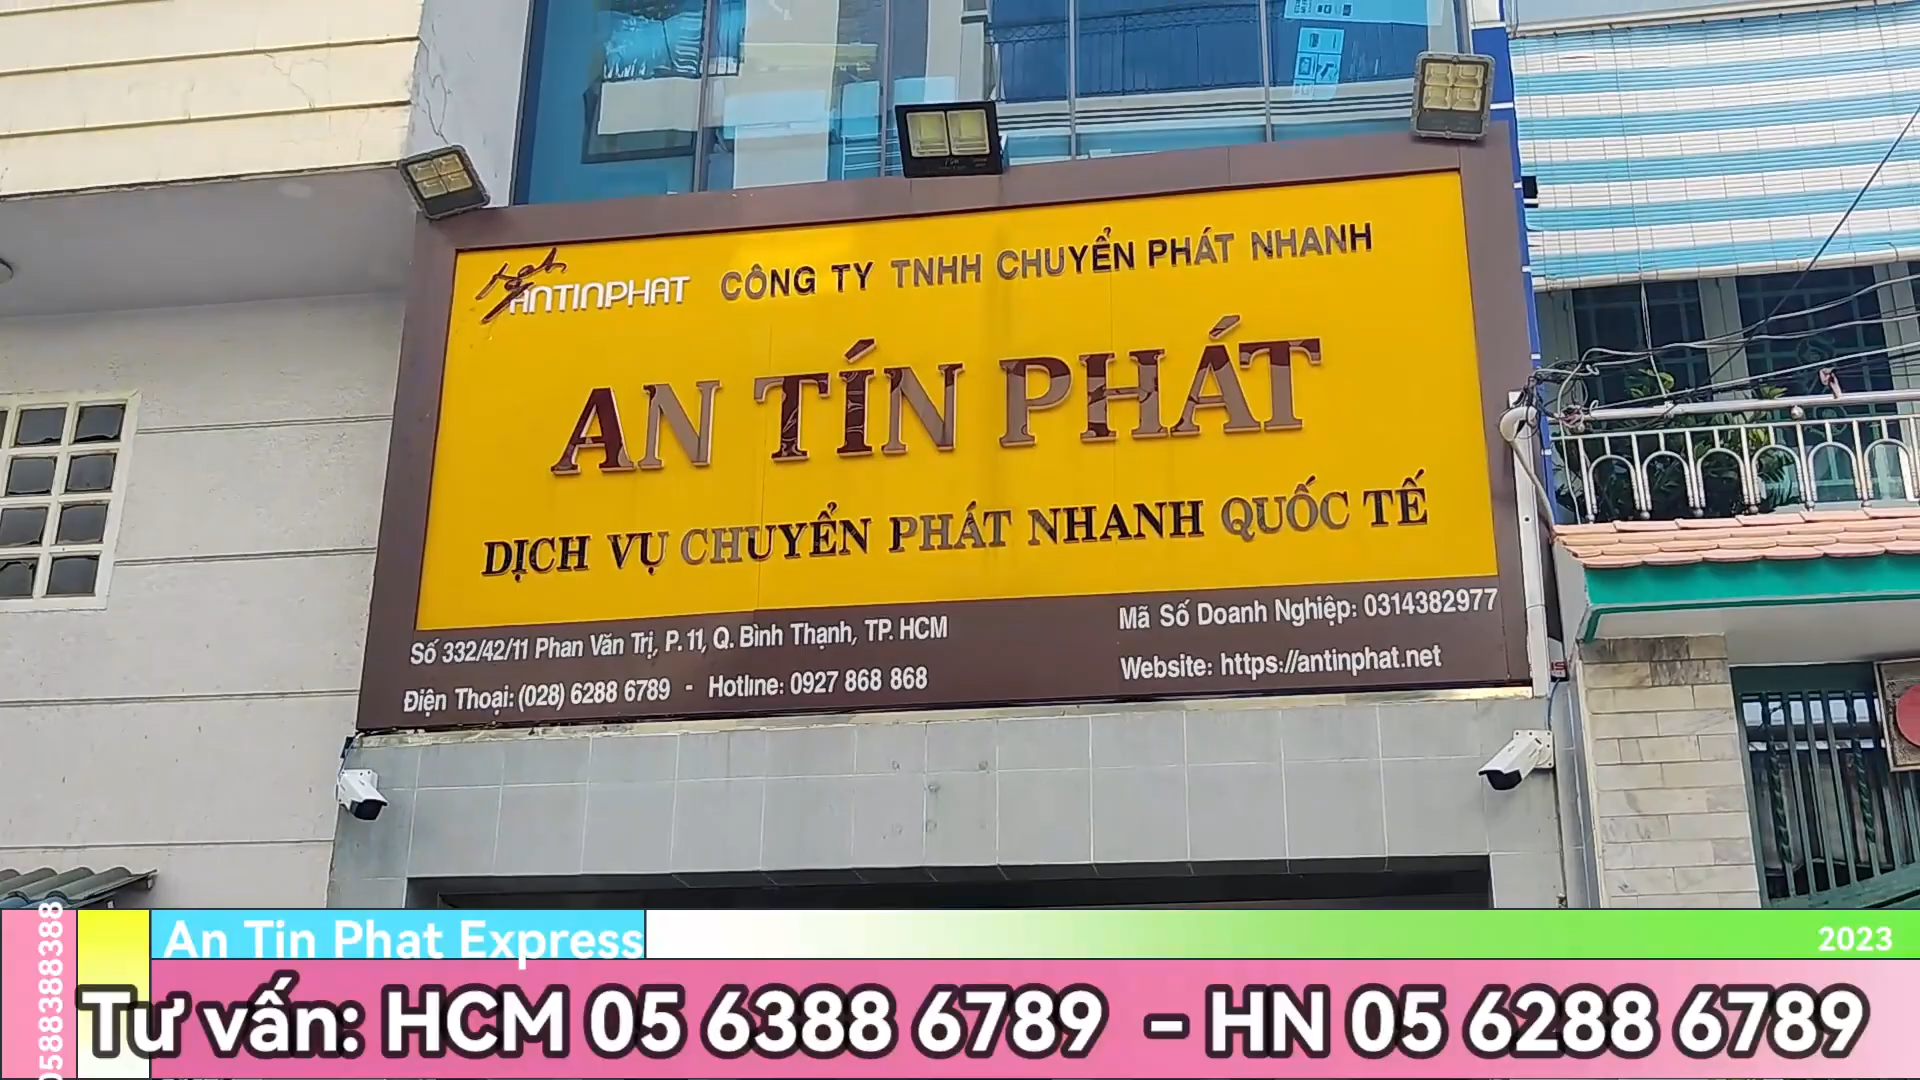 ANTINPHAT CÔNG TY TNHH CHUYỂN PHÁT NHANH
AN TÍN PHÁT
DỊCH VỤ CHUYỂN PHÁT NHANH QUỐC TẾ
Số 332/42/11 Phan Văn Trị, P. 11, Q. Bình Thạnh, TP. HCM
Mã Số Doanh Nghiệp: 0314382977
Điện Thoại: (028) 6288 6789 - Hotline: 0927 868 868
Website: https://antinphat.net
An Tin Phat Express
2023
0588388388
Tư vấn: HCM 05 6388 6789 – HN 05 6288 6789